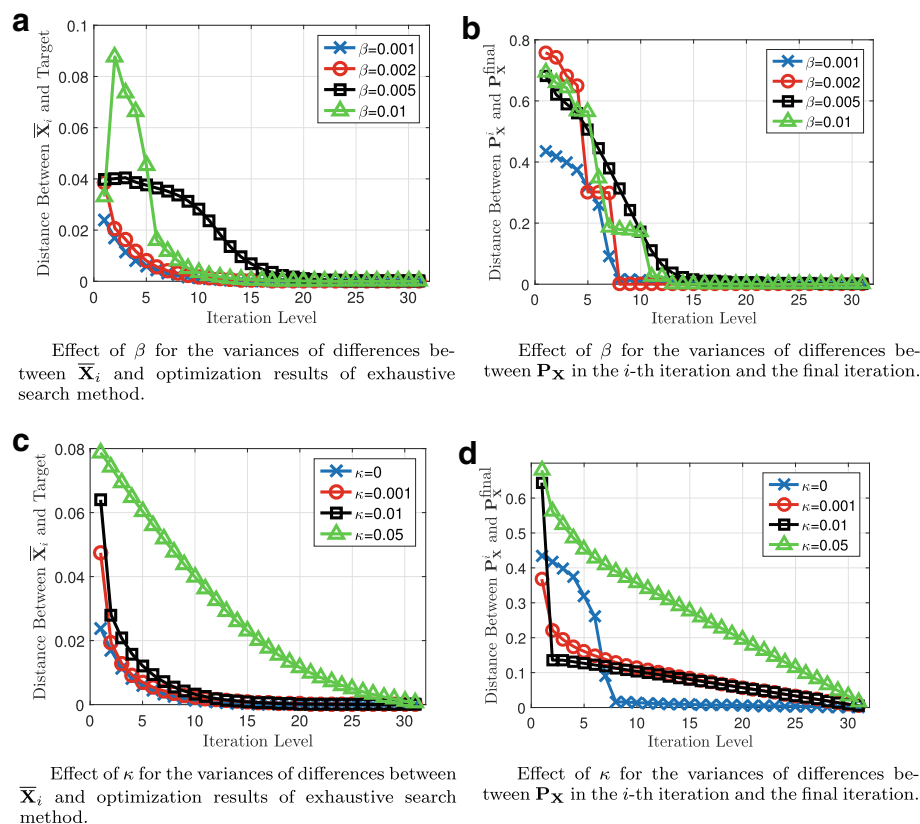 a
Distance Between X̅ᵢ and Target
0.1
0.08
0.06
0.04
0.02
0
β=0.001
β=0.002
β=0.005
β=0.01
0 5 10 15 20 25 30
Iteration Level
Effect of β for the variances of differences be-
tween X̅ᵢ and optimization results of exhaustive
search method.
b
Distance Between P_X^i and P_X^final
0.8
0.6
0.4
0.2
0
β=0.001
β=0.002
β=0.005
β=0.01
0 5 10 15 20 25 30
Iteration Level
Effect of β for the variances of differences be-
tween P_X in the i-th iteration and the final iteration.
c
Distance Between X̅ᵢ and Target
0.08
0.06
0.04
0.02
0
κ=0
κ=0.001
κ=0.01
κ=0.05
0 5 10 15 20 25 30
Iteration Level
Effect of κ for the variances of differences between
X̅ᵢ and optimization results of exhaustive search
method.
d
Distance Between P_X^i and P_X^final
0.6
0.5
0.4
0.3
0.2
0.1
0
κ=0
κ=0.001
κ=0.01
κ=0.05
0 5 10 15 20 25 30
Iteration Level
Effect of κ for the variances of differences be-
tween P_X in the i-th iteration and the final iteration.